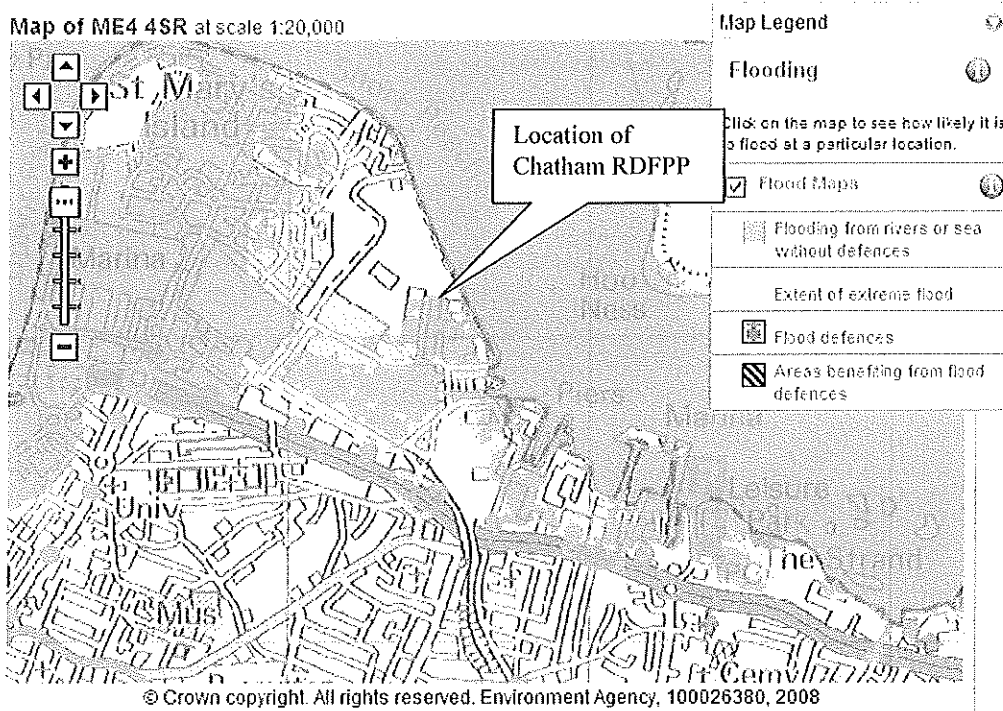 Map of ME4 4SR at scale 1:20,000
Map Legend
Flooding
Click on the map to see how likely it is
to flood at a particular location.
Flood Maps
Flooding from rivers or sea
without defences
Extent of extreme flood
Flood defences
Areas benefiting from flood
defences
St M
Location of
Chatham RDFPP
Univ
Mus
Cemy
© Crown copyright. All rights reserved. Environment Agency, 100026380, 2008